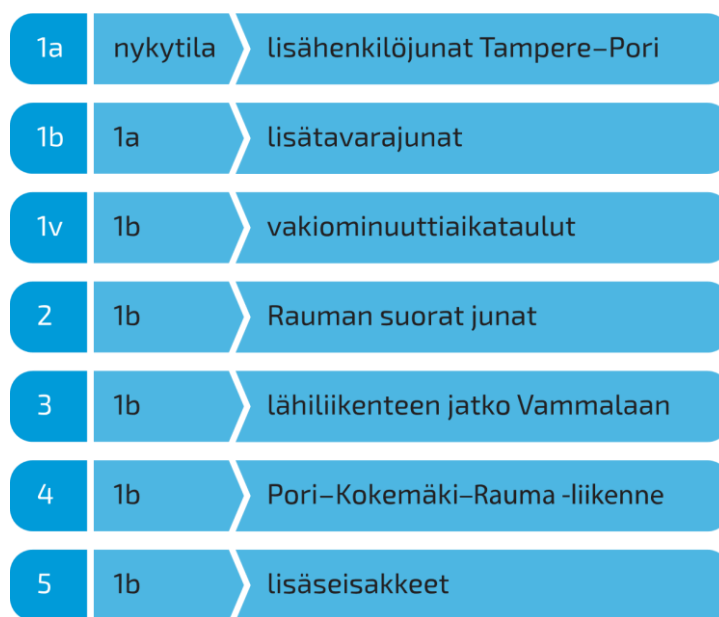 1a nykytila lisähenkilöjunat Tampere–Pori
1b 1a lisätavarajunat
1v 1b vakiominuuttiaikataulut
2 1b Rauman suorat junat
3 1b lähiliikenteen jatko Vammalaan
4 1b Pori–Kokemäki–Rauma -liikenne
5 1b lisäseisakkeet